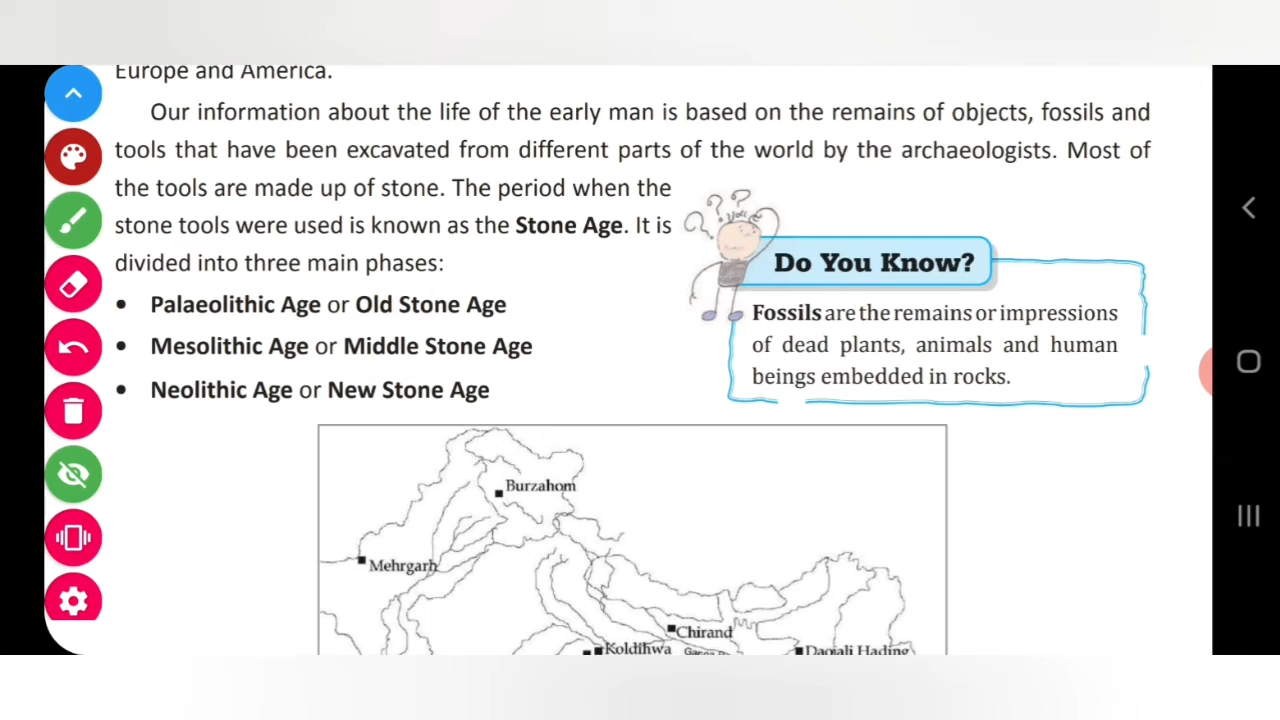 Europe and America.
Our information about the life of the early man is based on the remains of objects, fossils and
tools that have been excavated from different parts of the world by the archaeologists. Most of
the tools are made up of stone. The period when the
stone tools were used is known as the Stone Age. It is
divided into three main phases:
• Palaeolithic Age or Old Stone Age
• Mesolithic Age or Middle Stone Age
• Neolithic Age or New Stone Age
Do You Know?
Fossils are the remains or impressions
of dead plants, animals and human
beings embedded in rocks.
Burzahom
Mehrgarh
Chirand
Koldihwa
Daojali Hading